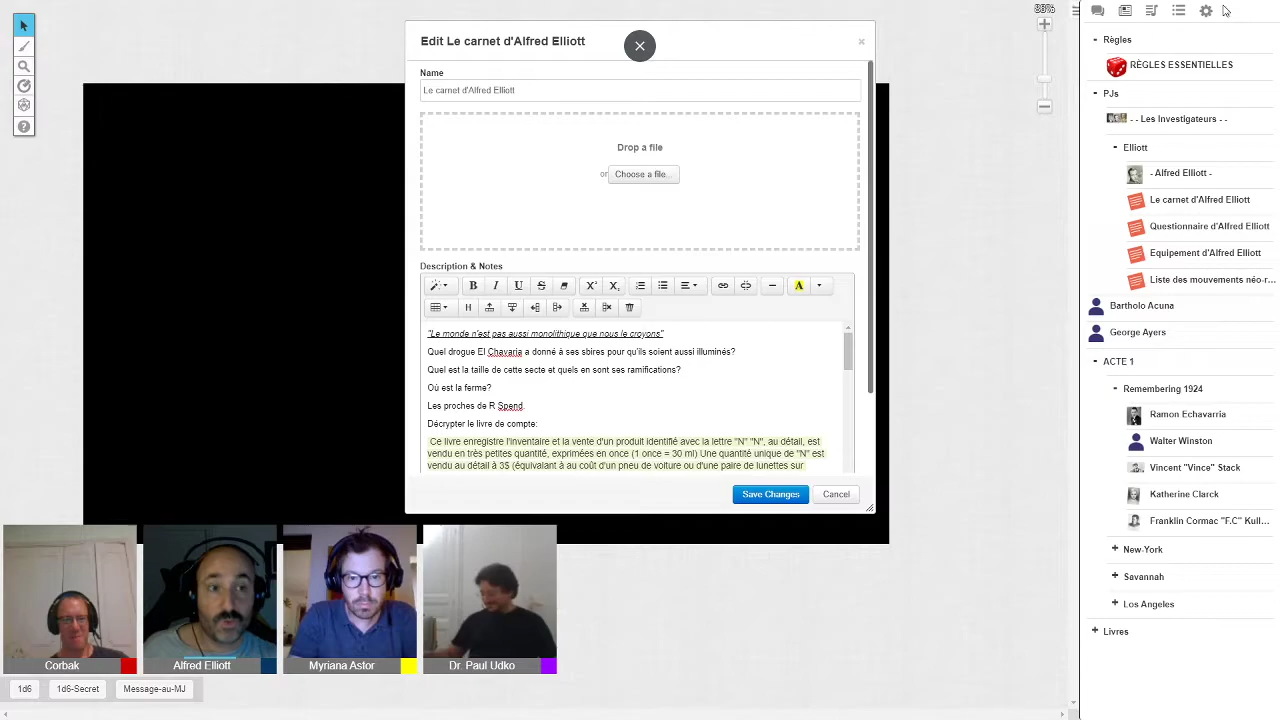 88%
Edit Le carnet d'Alfred Elliott
Name
Le carnet d'Alfred Elliott
Drop a file
or Choose a file...
Description & Notes
"Le monde n'est pas aussi monolithique que nous le croyons"
Quel drogue El Chavaria a donné à ses sbires pour qu'ils soient aussi illuminés?
Quel est la taille de cette secte et quels en sont ses ramifications?
Où est la ferme?
Les proches de R Spend.
Décrypter le livre de compte:
Ce livre enregistre l'inventaire et la vente d'un produit identifié avec la lettre "N" "N", au détail, est
vendu en très petites quantité, exprimées en once (1 once = 30 ml) Une quantité unique de "N" est
vendu au détail à 3$ (équivalant à au coût d'un pneu de voiture ou d'une paire de lunettes sur
Save Changes
Cancel
Règles
RÈGLES ESSENTIELLES
PJs
- - Les Investigateurs - -
Elliott
- Alfred Elliott -
Le carnet d'Alfred Elliott
Questionnaire d'Alfred Elliott
Equipement d'Alfred Elliott
Liste des mouvements néo-r...
Bartholo Acuna
George Ayers
ACTE 1
Remembering 1924
Ramon Echavarria
Walter Winston
Vincent "Vince" Stack
Katherine Clarck
Franklin Cormac "F.C" Kull...
New-York
Savannah
Los Angeles
Livres
Corbak
Alfred Elliott
Myriana Astor
Dr. Paul Udko
1d6
1d6-Secret
Message-au-MJ